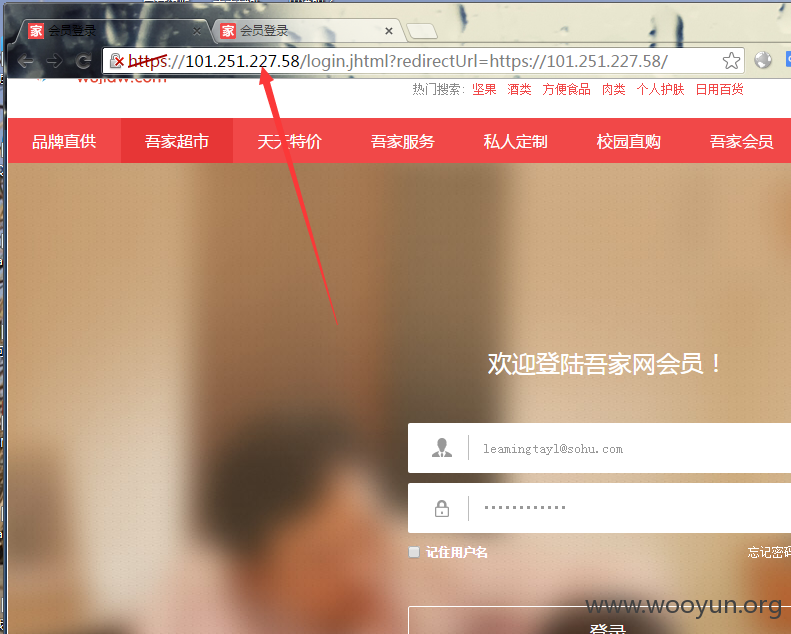 家 会员登录 × 家 会员登录 ×
https://101.251.227.58/login.jhtml?redirectUrl=https://101.251.227.58/
wujiaw.com
热门搜索: 坚果 酒类 方便食品 肉类 个人护肤 日用百货
品牌直供 吾家超市 天天特价 吾家服务 私人定制 校园直购 吾家会员
欢迎登陆吾家网会员！
leamingtayl@sohu.com
············
记住用户名 忘记密码
www.wooyun.org
登录